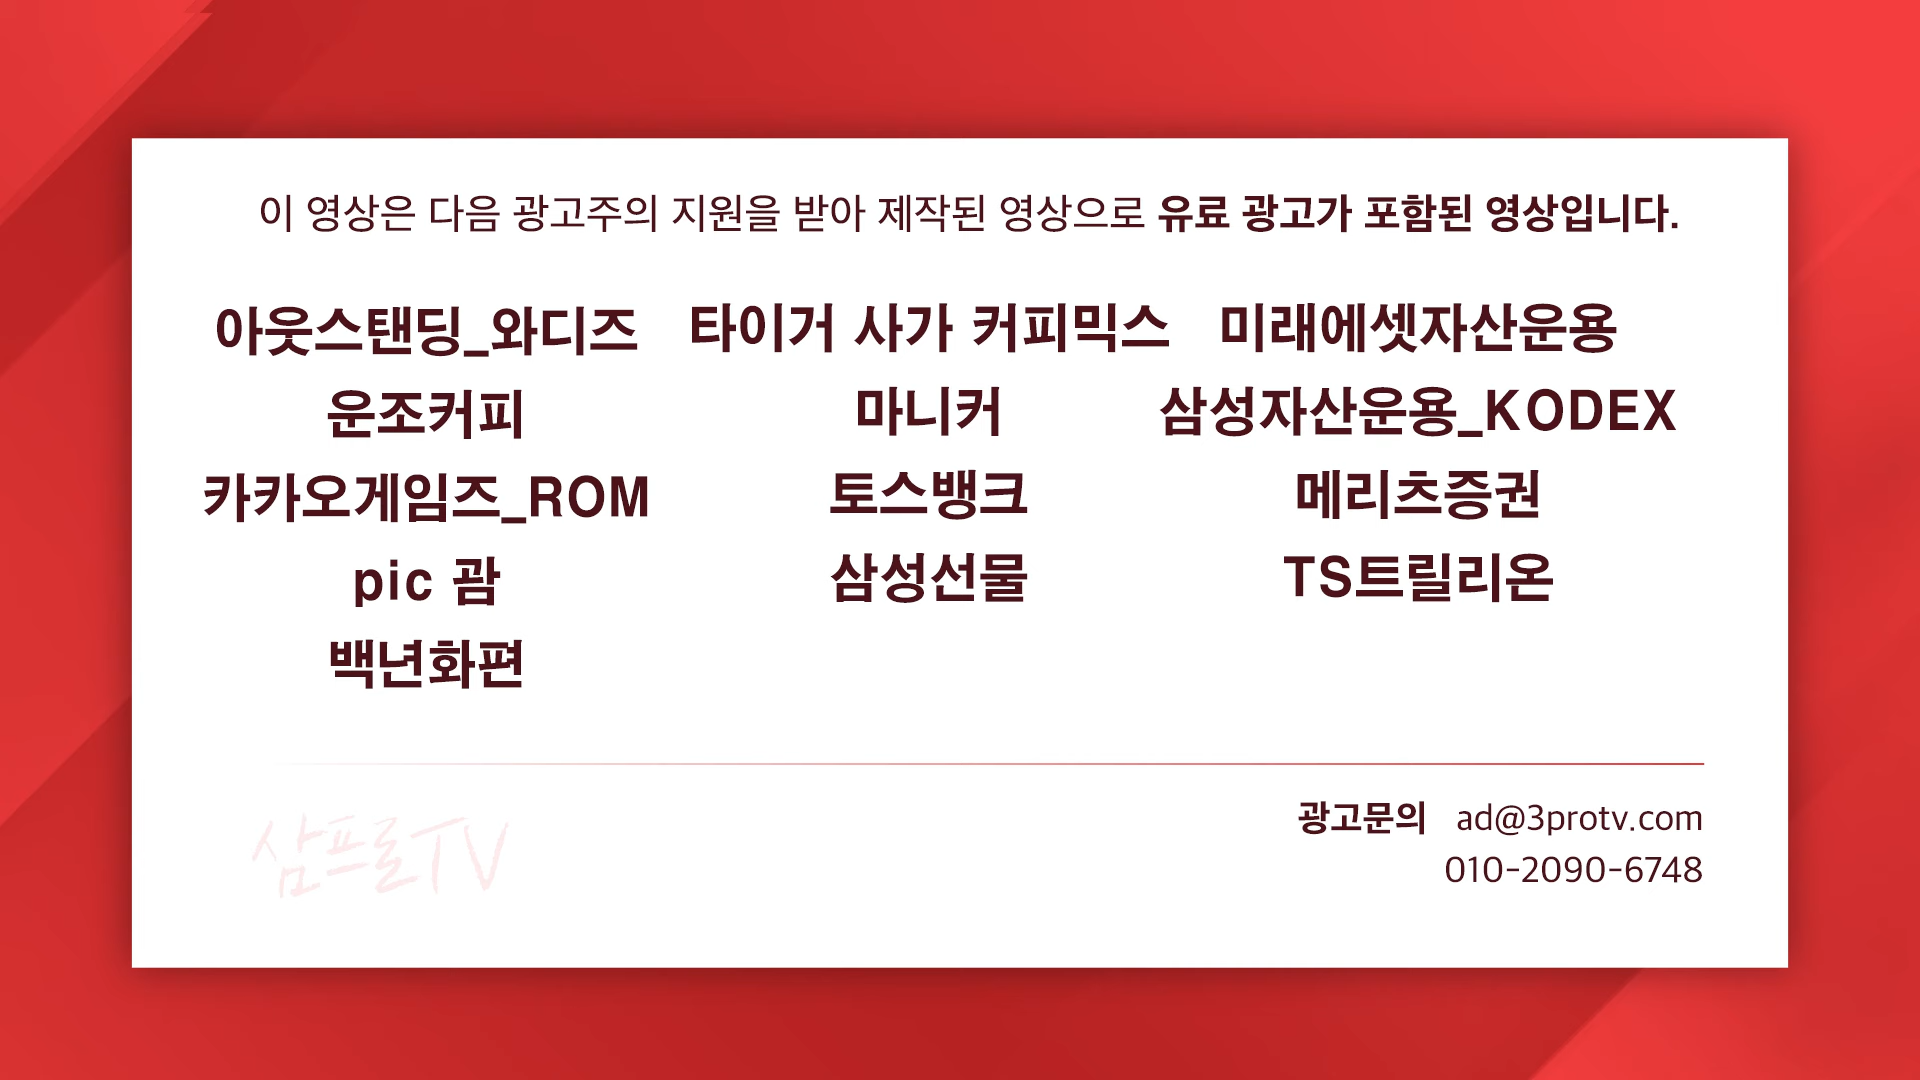 이 영상은 다음 광고주의 지원을 받아 제작된 영상으로 유료 광고가 포함된 영상입니다.
아웃스탠딩_와디즈
운조커피
카카오게임즈_ROM
pic 괌
백년화편
타이거 사가 커피믹스
마니커
토스뱅크
삼성선물
미래에셋자산운용
삼성자산운용_KODEX
메리츠증권
TS트릴리온
삼프로TV
광고문의 ad@3protv.com
010-2090-6748